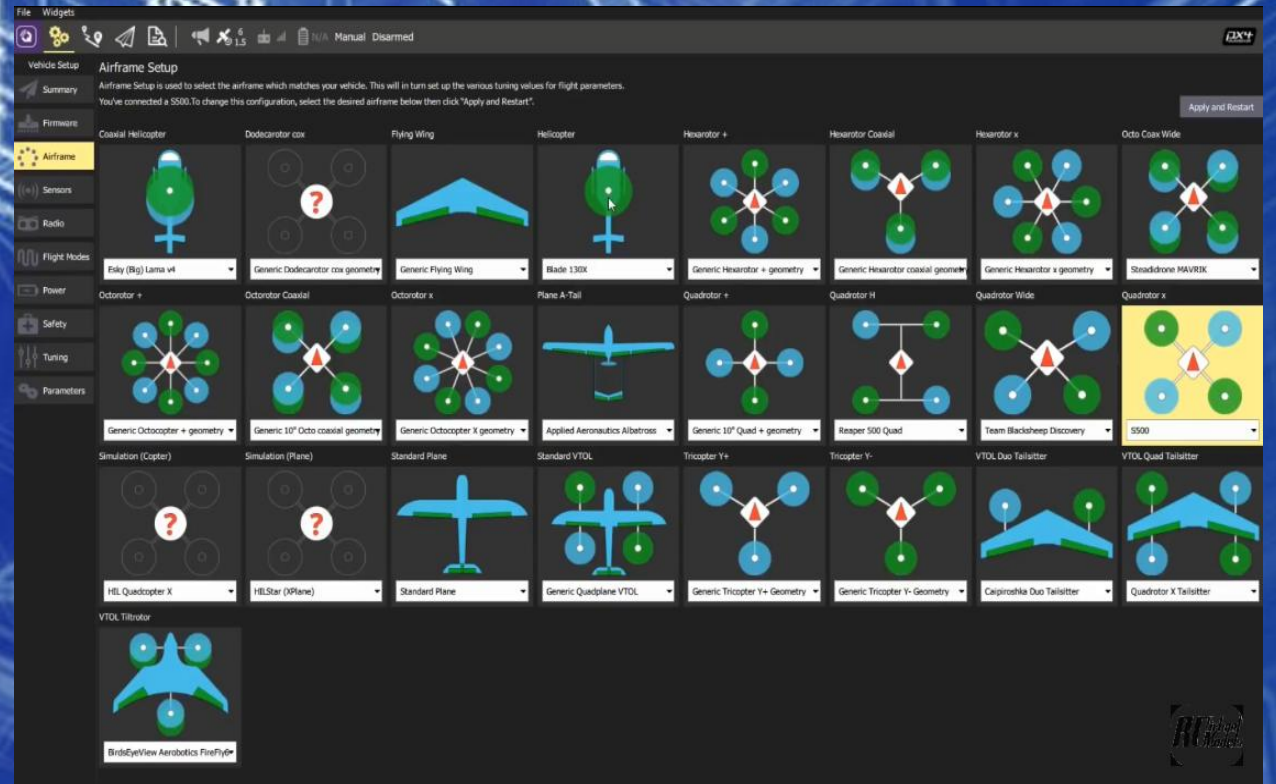 File Widgets
6
1.5
N/A Manual Disarmed
px4
Vehicle Setup
Airframe Setup
Summary
Airframe Setup is used to select the airframe which matches your vehicle. This will in turn set up the various tuning values for flight parameters.
You've connected a S500.To change this configuration, select the desired airframe below then click "Apply and Restart".
Apply and Restart
Firmware
Airframe
Sensors
Radio
Flight Modes
Power
Safety
Tuning
Parameters
Coaxial Helicopter Dodecarotor cox Flying Wing Helicopter Hexarotor + Hexarotor Coaxial Hexarotor x Octo Coax Wide
? 
Esky (Big) Lama v4 Generic Dodecarotor cox geometry Generic Flying Wing Blade 130X Generic Hexarotor + geometry Generic Hexarotor coaxial geometry Generic Hexarotor x geometry Steadidrone MAVRIK
Octorotor + Octorotor Coaxial Octorotor x Plane A-Tail Quadrotor + Quadrotor H Quadrotor Wide Quadrotor x
Generic Octocopter + geometry Generic 10" Octo coaxial geometry Generic Octocopter X geometry Applied Aeronautics Albatross Generic 10" Quad + geometry Reaper 500 Quad Team Blacksheep Discovery S500
Simulation (Copter) Simulation (Plane) Standard Plane Standard VTOL Tricopter Y+ Tricopter Y- VTOL Duo Tailsitter VTOL Quad Tailsitter
? ?
HIL Quadcopter X HILStar (XPlane) Standard Plane Generic Quadplane VTOL Generic Tricopter Y+ Geometry Generic Tricopter Y- Geometry Caipiroshka Duo Tailsitter Quadrotor X Tailsitter
VTOL Tiltrotor
BirdsEyeView Aerobotics FireFly6
RC